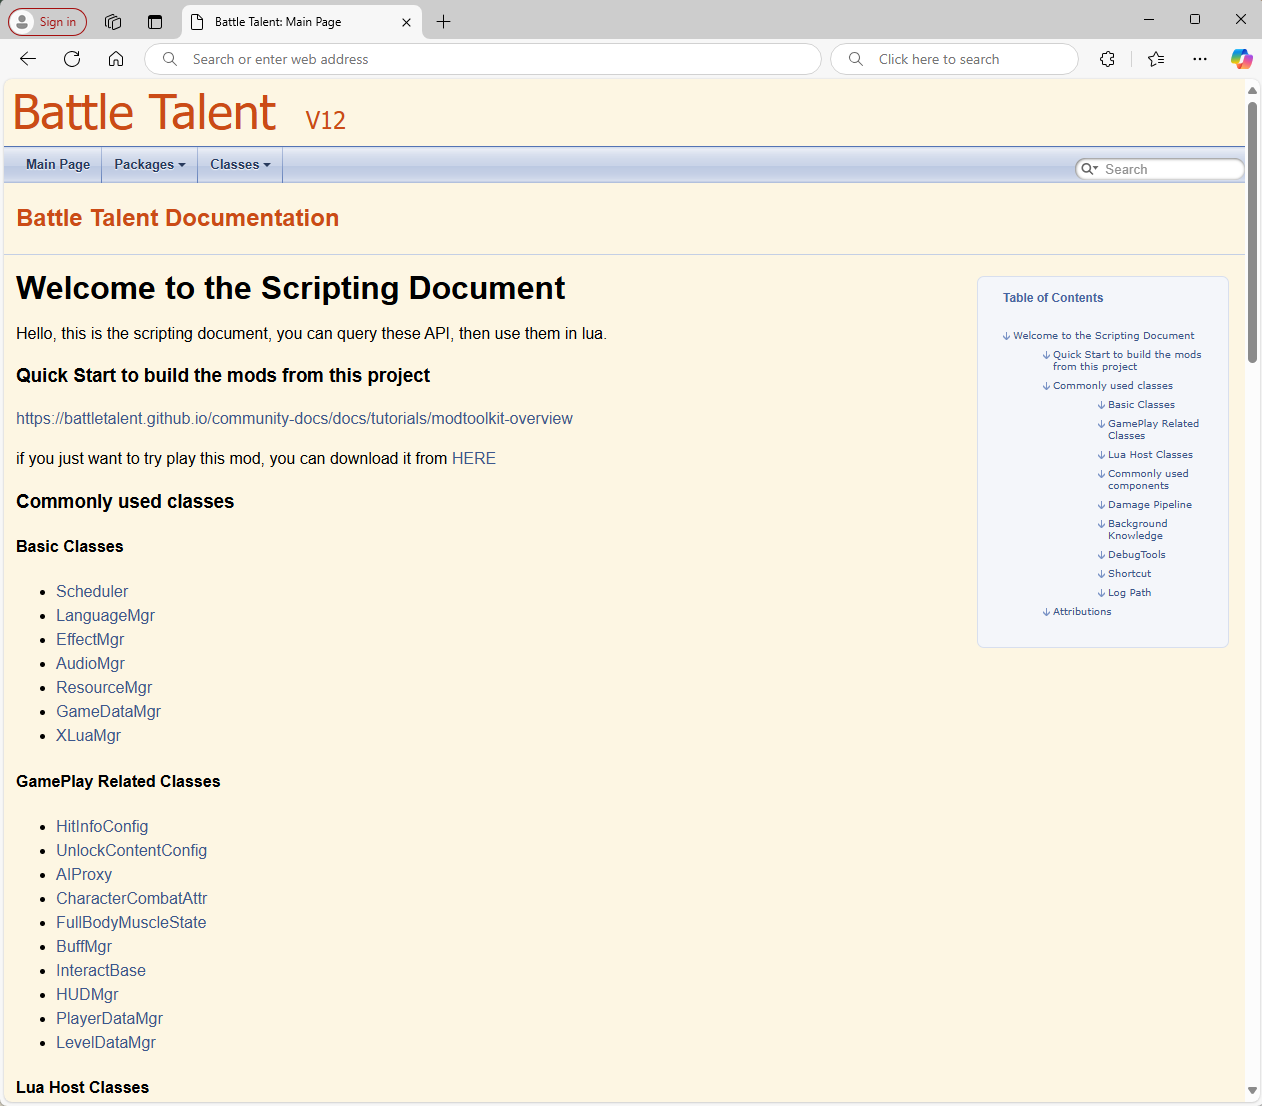 Sign in
Battle Talent: Main Page
Search or enter web address
Click here to search
Battle Talent V12
Main Page
Packages
Classes
Search
Battle Talent Documentation
Welcome to the Scripting Document
Hello, this is the scripting document, you can query these API, then use them in lua.
Quick Start to build the mods from this project
https://battletalent.github.io/community-docs/docs/tutorials/modtoolkit-overview
if you just want to try play this mod, you can download it from HERE
Commonly used classes
Basic Classes
Scheduler
LanguageMgr
EffectMgr
AudioMgr
ResourceMgr
GameDataMgr
XLuaMgr
GamePlay Related Classes
HitInfoConfig
UnlockContentConfig
AIProxy
CharacterCombatAttr
FullBodyMuscleState
BuffMgr
InteractBase
HUDMgr
PlayerDataMgr
LevelDataMgr
Lua Host Classes
Table of Contents
Welcome to the Scripting Document
Quick Start to build the mods
from this project
Commonly used classes
Basic Classes
GamePlay Related
Classes
Lua Host Classes
Commonly used
components
Damage Pipeline
Background
Knowledge
DebugTools
Shortcut
Log Path
Attributions